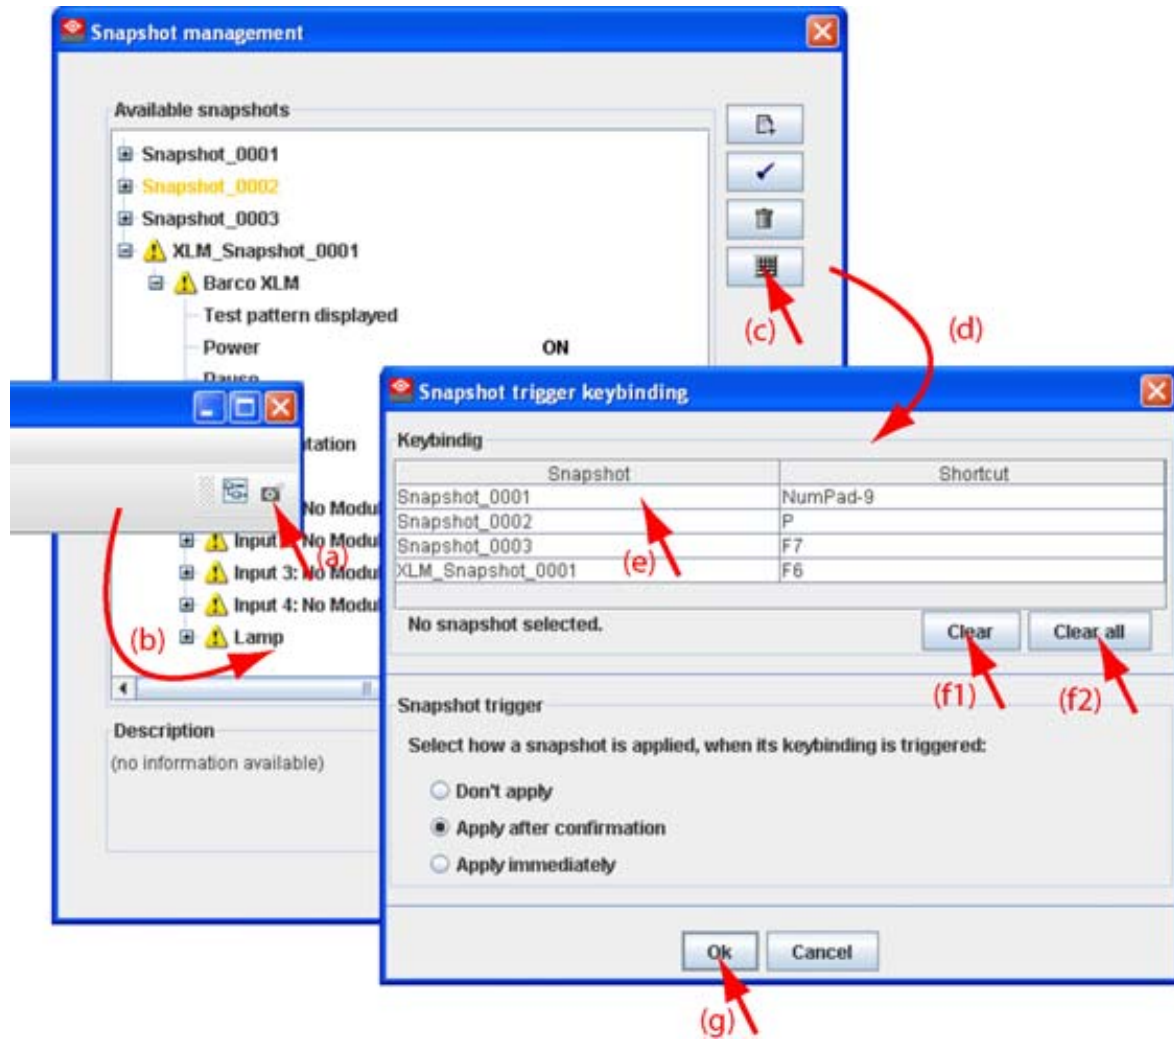 Snapshot management
Available snapshots
Snapshot_0001
Snapshot_0002
Snapshot_0003
XLM_Snapshot_0001
Barco XLM
Test pattern displayed
Power ON
Pause
(c)
(d)
Snapshot trigger keybinding
Keybindig
Snapshot Shortcut
Snapshot_0001 NumPad-9
Snapshot_0002 P
Snapshot_0003 F7
XLM_Snapshot_0001 F6
(e)
No snapshot selected.
Clear Clear all
(f1) (f2)
Snapshot trigger
Select how a snapshot is applied, when its keybinding is triggered:
Don't apply
Apply after confirmation
Apply immediately
Ok Cancel
(g)
tation
No Modul
(a)
Input No Modul
Input 3: No Modul
Input 4: No Modul
(b)
Lamp
Description
(no information available)